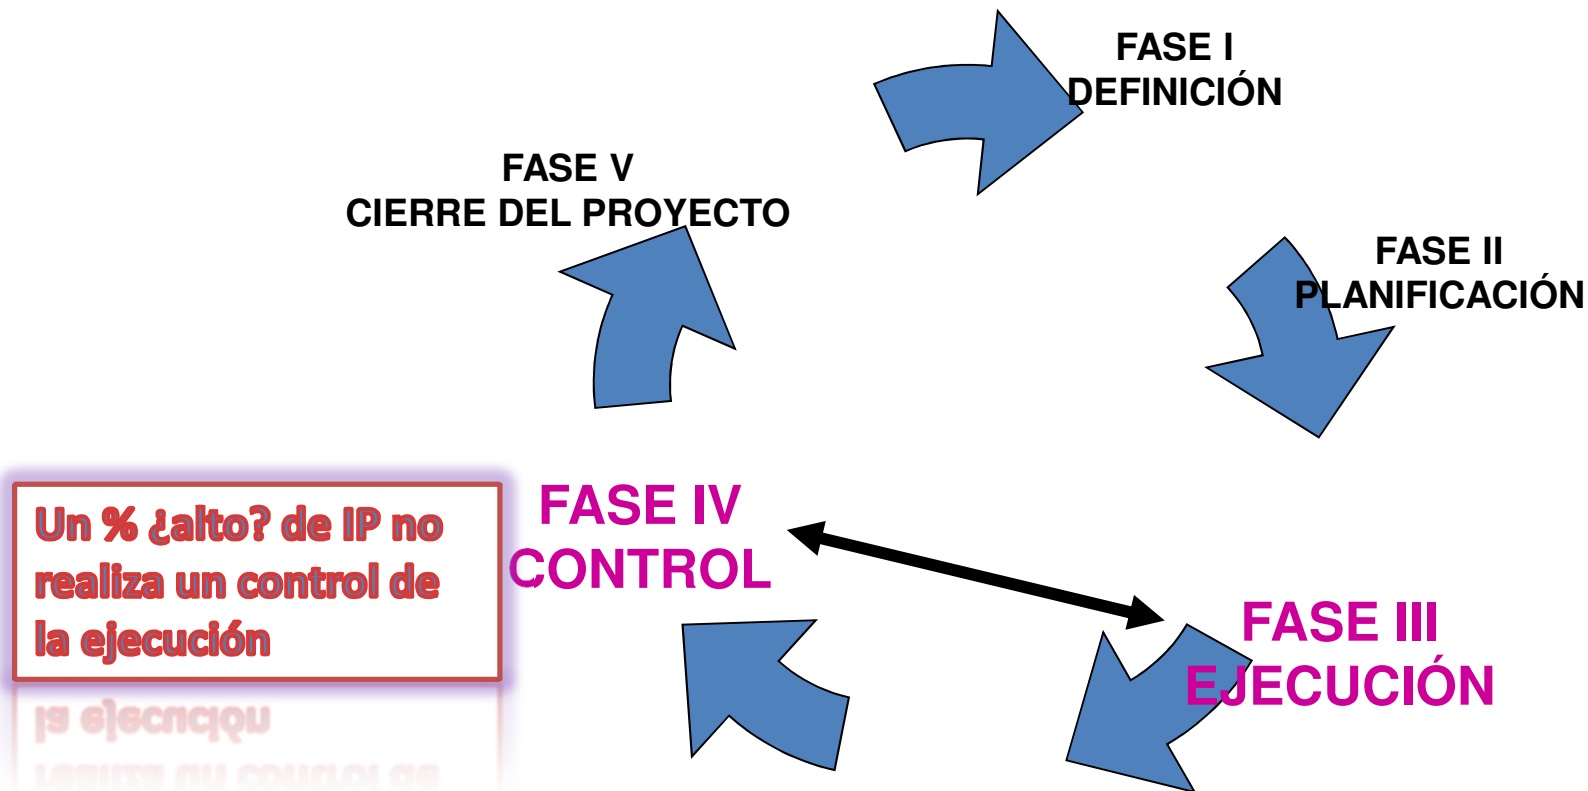 FASE I
DEFINICIÓN
FASE II
PLANIFICACIÓN
FASE III
EJECUCIÓN
FASE IV
CONTROL
FASE V
CIERRE DEL PROYECTO
Un % ¿alto? de IP no
realiza un control de
la ejecución